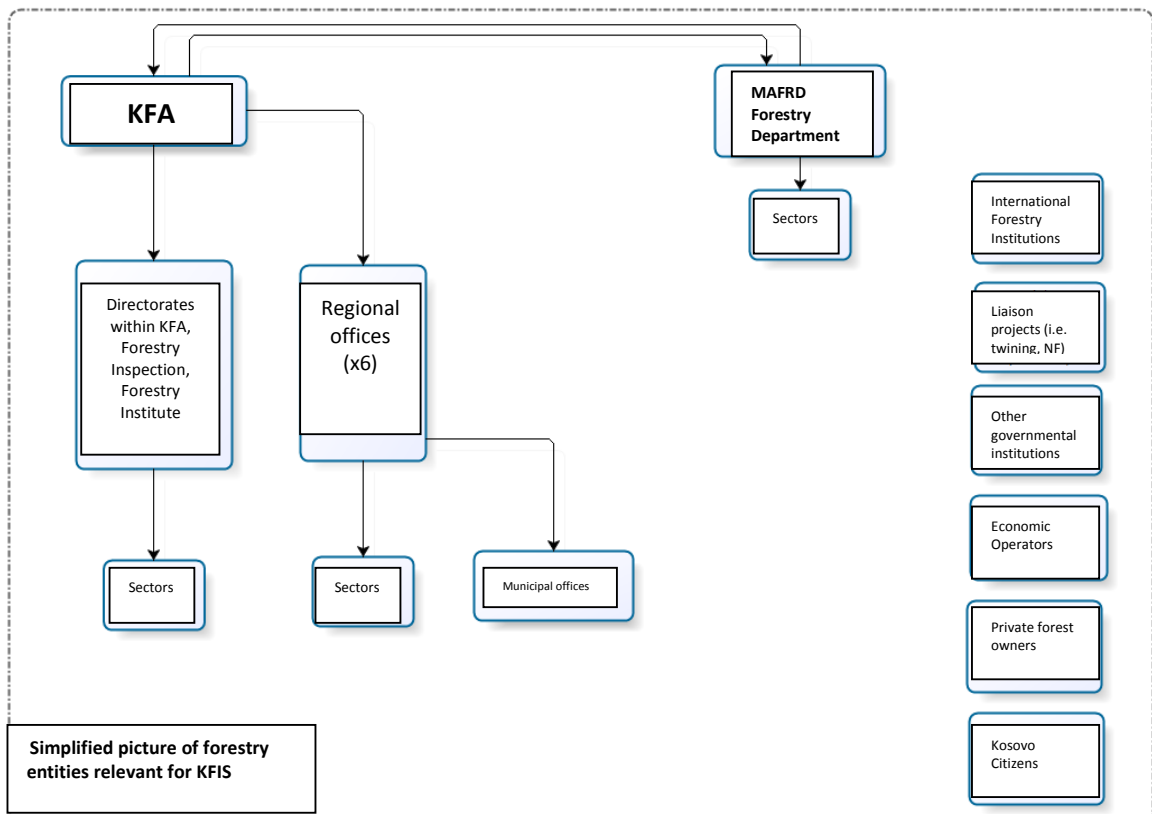 KFA
MAFRD
Forestry
Department
Sectors
International
Forestry
Institutions
Directorates
within KFA,
Forestry
Inspection,
Forestry
Institute
Regional
offices
(x6)
Liaison
projects (i.e.
twining, NF)
Other
governmental
institutions
Economic
Operators
Sectors
Sectors
Municipal offices
Private forest
owners
Kosovo
Citizens
Simplified picture of forestry
entities relevant for KFIS